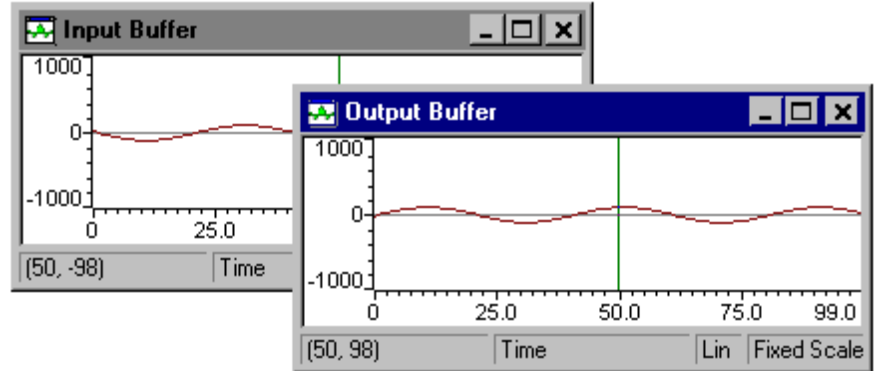 Input Buffer
1000
0
-1000
0 25.0
(50, -98) Time
Output Buffer
1000
0
-1000
0 25.0 50.0 75.0 99.0
(50, 98) Time Lin Fixed Scale